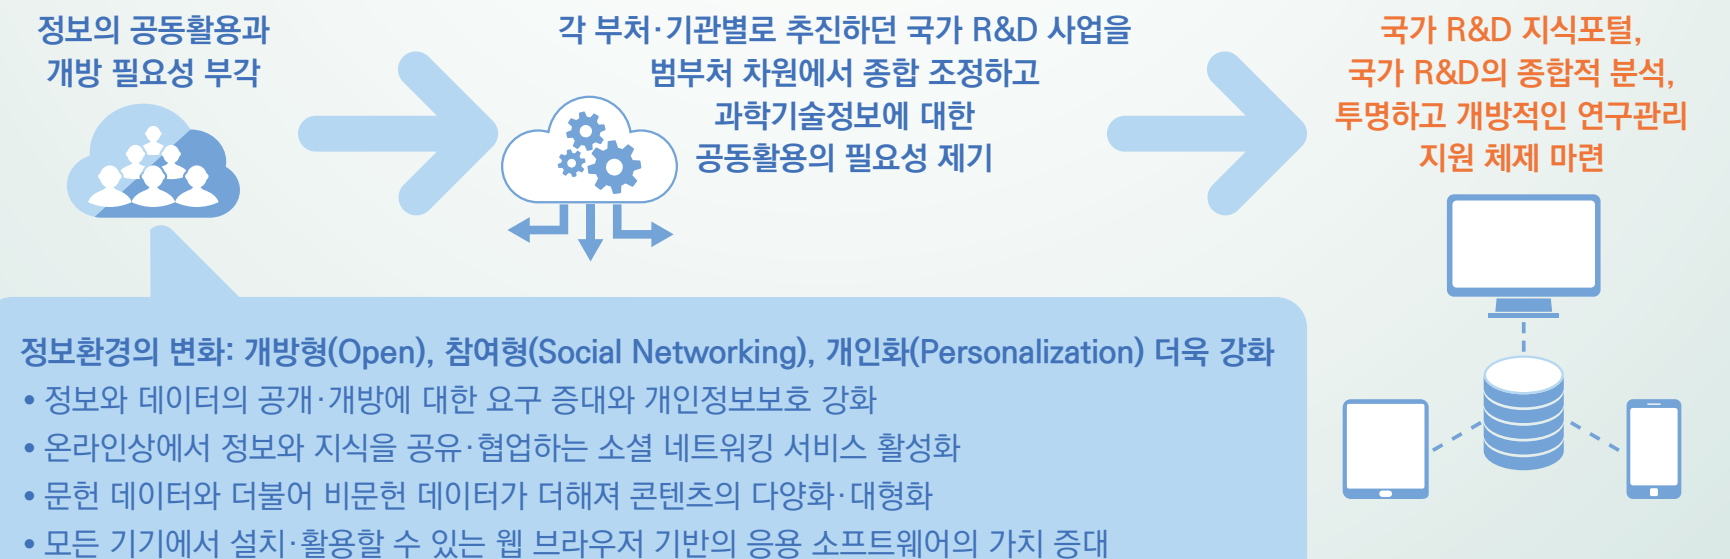 정보의 공동활용과
개방 필요성 부각
각 부처·기관별로 추진하던 국가 R&D 사업을
범부처 차원에서 종합 조정하고
과학기술정보에 대한
공동활용의 필요성 제기
국가 R&D 지식포털,
국가 R&D의 종합적 분석,
투명하고 개방적인 연구관리
지원 체제 마련
정보환경의 변화: 개방형(Open), 참여형(Social Networking), 개인화(Personalization) 더욱 강화
• 정보와 데이터의 공개·개방에 대한 요구 증대와 개인정보보호 강화
• 온라인상에서 정보와 지식을 공유·협업하는 소셜 네트워킹 서비스 활성화
• 문헌 데이터와 더불어 비문헌 데이터가 더해져 콘텐츠의 다양화·대형화
• 모든 기기에서 설치·활용할 수 있는 웹 브라우저 기반의 응용 소프트웨어의 가치 증대